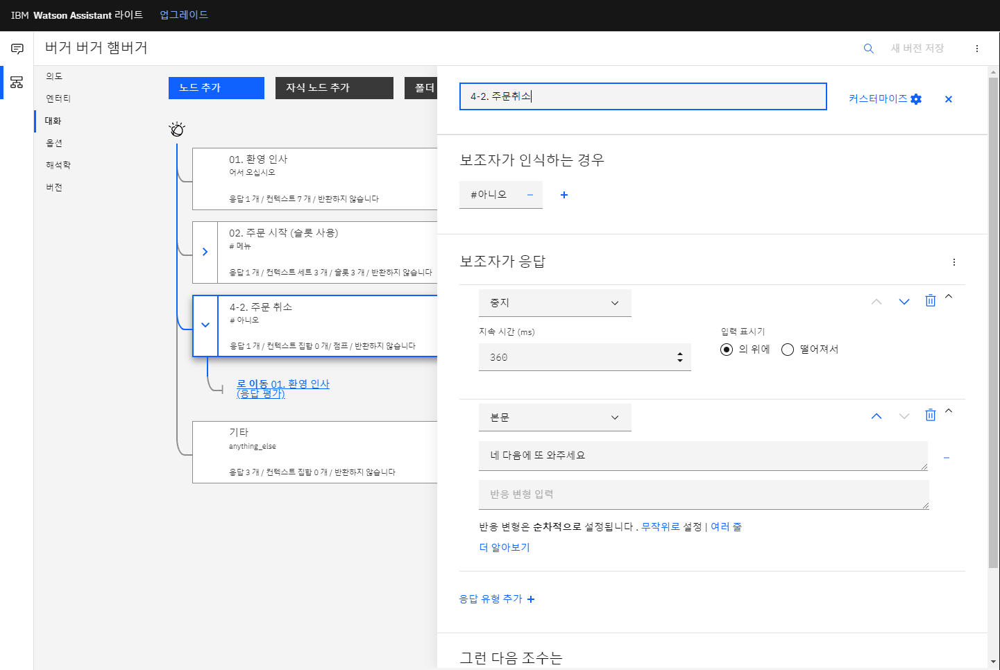 IBM Watson Assistant 라이트 업그레이드
버거 버거 햄버거
새 버전 저장
의도
엔터티
대화
옵션
해석학
버전
노드 추가
자식 노드 추가
폴더
01. 환영 인사
어서 오십시오
응답 1 개 / 컨텍스트 7 개 / 반환하지 않습니다
02. 주문 시작 (슬롯 사용)
# 메뉴
응답 1 개 / 컨텍스트 세트 3 개 / 슬롯 3 개 / 반환하지 않습니다
4-2. 주문 취소
# 아니오
응답 1 개 / 컨텍스트 집합 0 개/ 점프 / 반환하지 않습니다
로 이동 01. 환영 인사
(응답 평가)
기타
anything_else
응답 3 개 / 컨텍스트 집합 0 개 / 반환하지 않습니다
4-2. 주문취소
커스터마이즈
보조자가 인식하는 경우
#아니오
보조자가 응답
중지
지속 시간 (ms)
입력 표시기
360
의 위에
떨어져서
본문
네 다음에 또 와주세요
반응 변형 입력
반응 변형은 순차적으로 설정됩니다 . 무작위로 설정 | 여러 줄
더 알아보기
응답 유형 추가
그런 다음 조수는